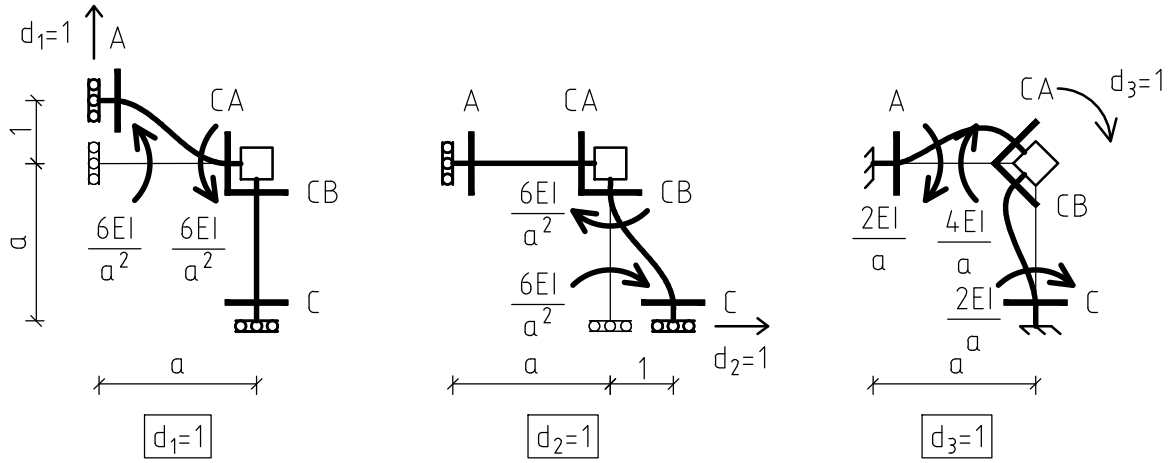 d₁=1
A
CA
CB
C
1
a
6EI
a²
6EI
a²
a
d₁=1
A
CA
CB
6EI
a²
6EI
a²
C
d₂=1
a
1
d₂=1
A
CA
d₃=1
CB
2EI
a
4EI
a
2EI
a
C
a
d₃=1